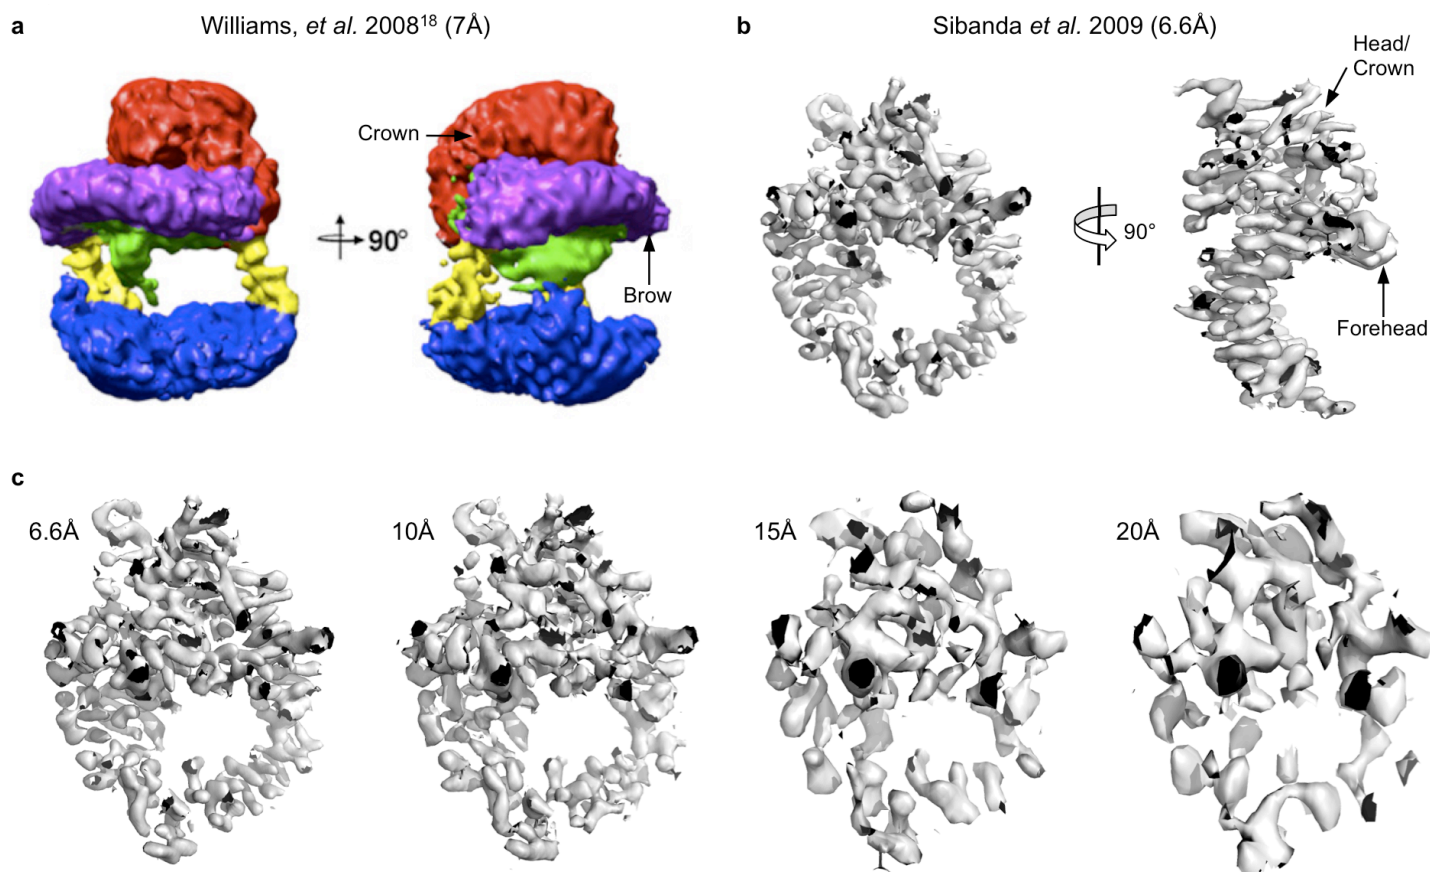 a
Williams, et al. 2008¹⁸ (7Å)
b
Sibanda et al. 2009 (6.6Å)
Head/
Crown
Crown
90°
90°
Brow
Forehead
c
6.6Å
10Å
15Å
20Å